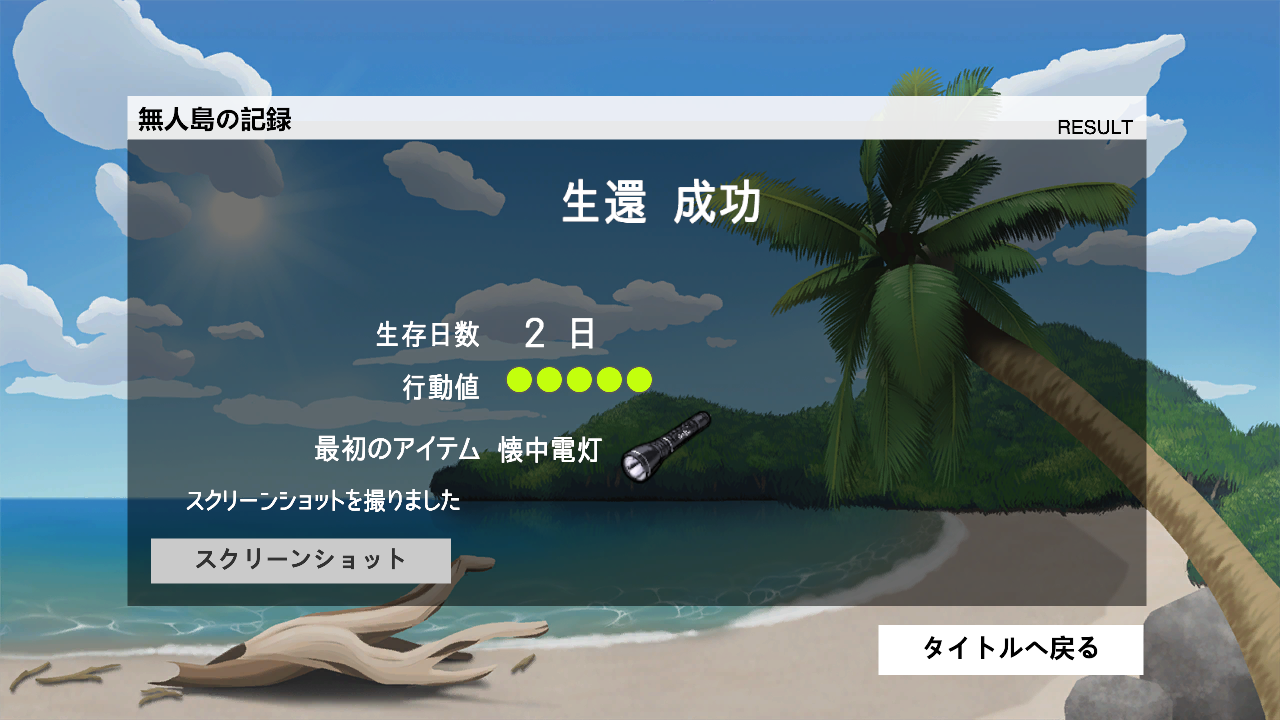 無人島の記録
RESULT
生還 成功
生存日数 2 日
行動値
最初のアイテム 懐中電灯
スクリーンショットを撮りました
スクリーンショット
タイトルへ戻る